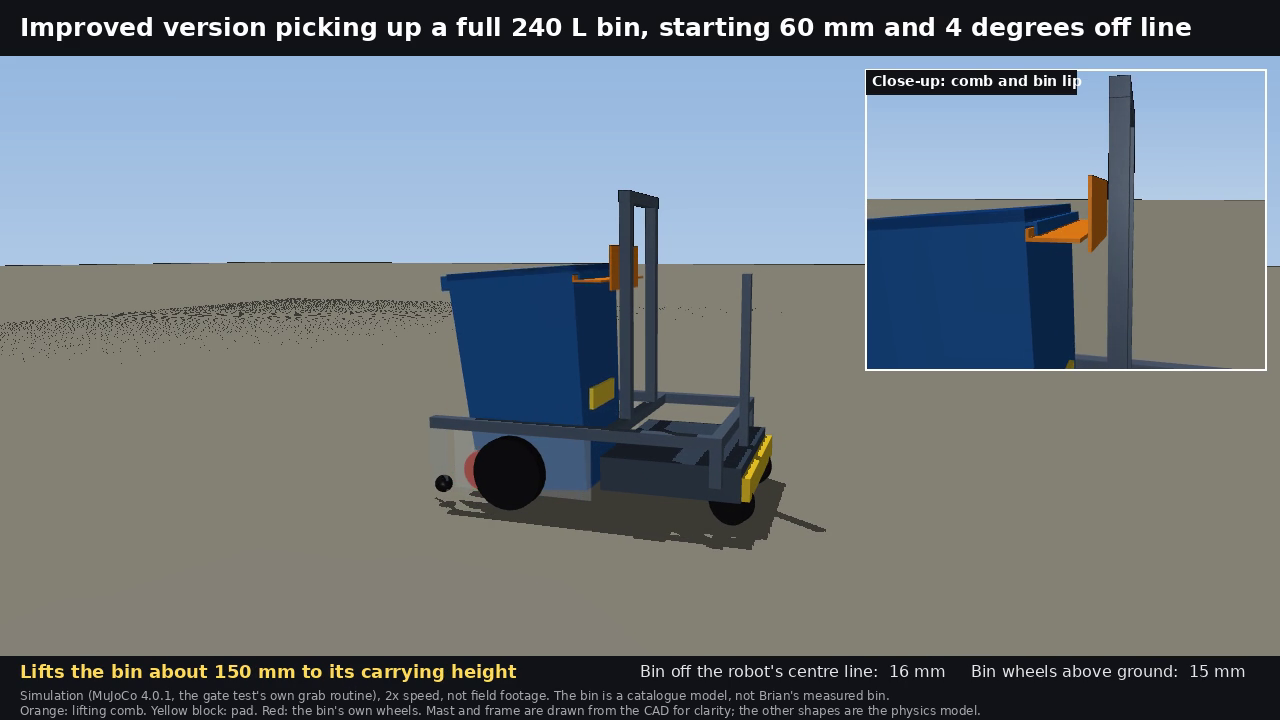 Improved version picking up a full 240 L bin, starting 60 mm and 4 degrees off line
Close-up: comb and bin lip
Lifts the bin about 150 mm to its carrying height
Bin off the robot's centre line: 16 mm
Bin wheels above ground: 15 mm
Simulation (MuJoCo 4.0.1, the gate test's own grab routine), 2x speed, not field footage. The bin is a catalogue model, not Brian's measured bin.
Orange: lifting comb. Yellow block: pad. Red: the bin's own wheels. Mast and frame are drawn from the CAD for clarity; the other shapes are the physics model.